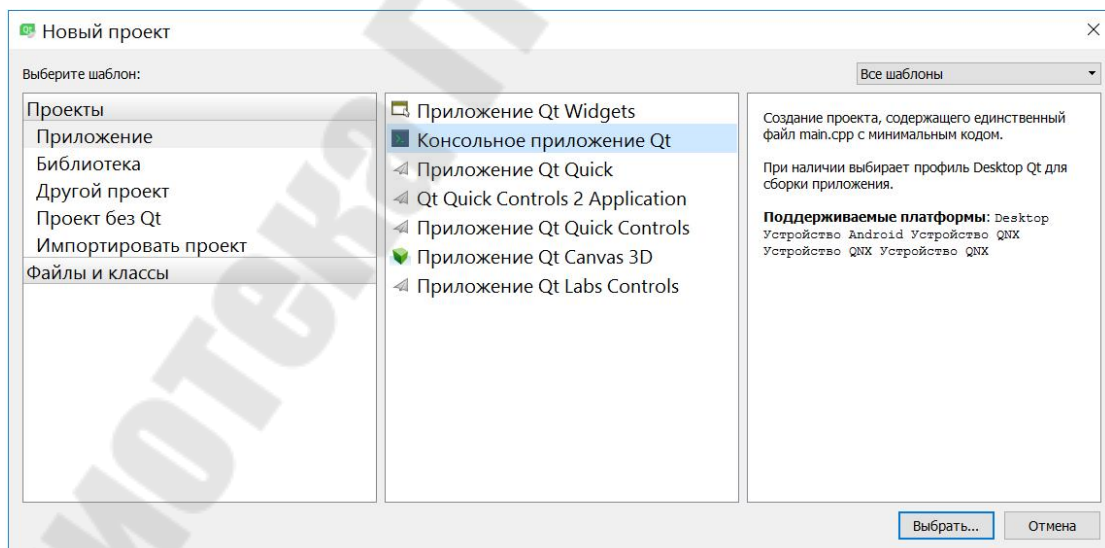 Новый проект
Выберите шаблон:
Все шаблоны
Проекты
Приложение
Библиотека
Другой проект
Проект без Qt
Импортировать проект
Файлы и классы
Приложение Qt Widgets
Консольное приложение Qt
Приложение Qt Quick
Qt Quick Controls 2 Application
Приложение Qt Quick Controls
Приложение Qt Canvas 3D
Приложение Qt Labs Controls
Создание проекта, содержащего единственный
файл main.cpp с минимальным кодом.
При наличии выбирает профиль Desktop Qt для
сборки приложения.
Поддерживаемые платформы: Desktop
Устройство Android Устройство QNX
Устройство QNX Устройство QNX
Выбрать...
Отмена